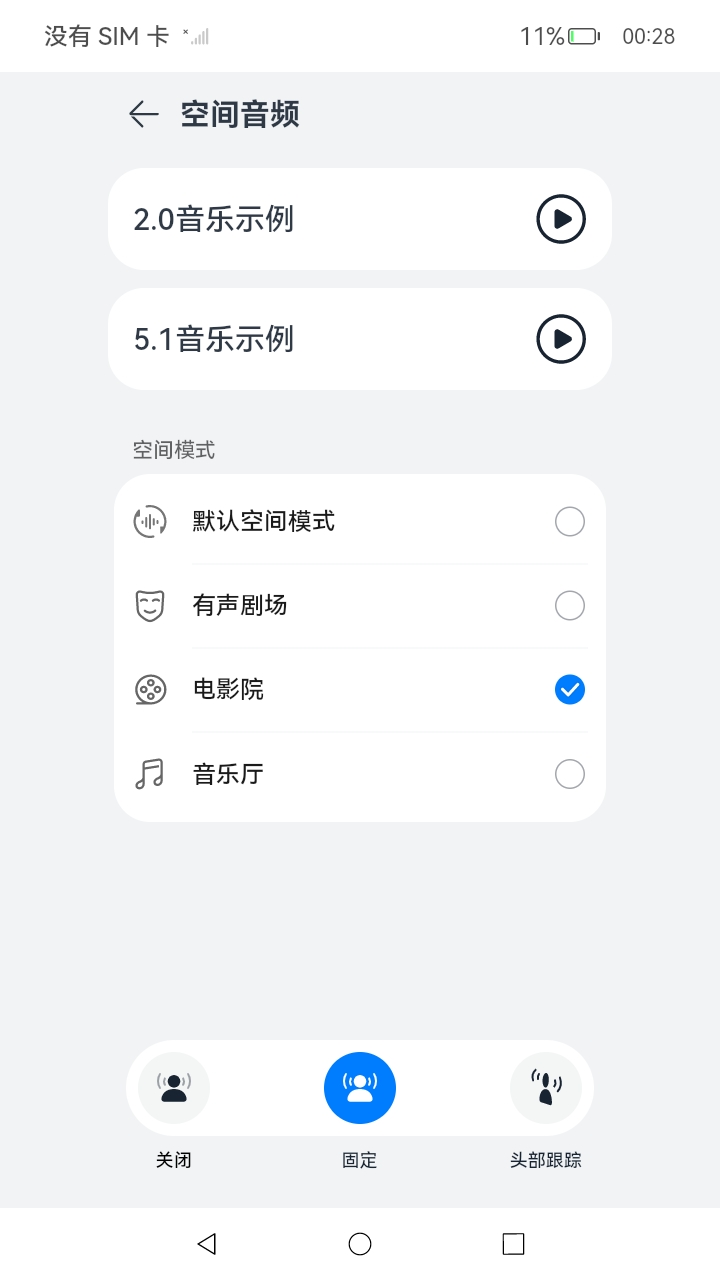 没有 SIM 卡
11%
00:28
空间音频
2.0音乐示例
5.1音乐示例
空间模式
默认空间模式
有声剧场
电影院
音乐厅
关闭
固定
头部跟踪